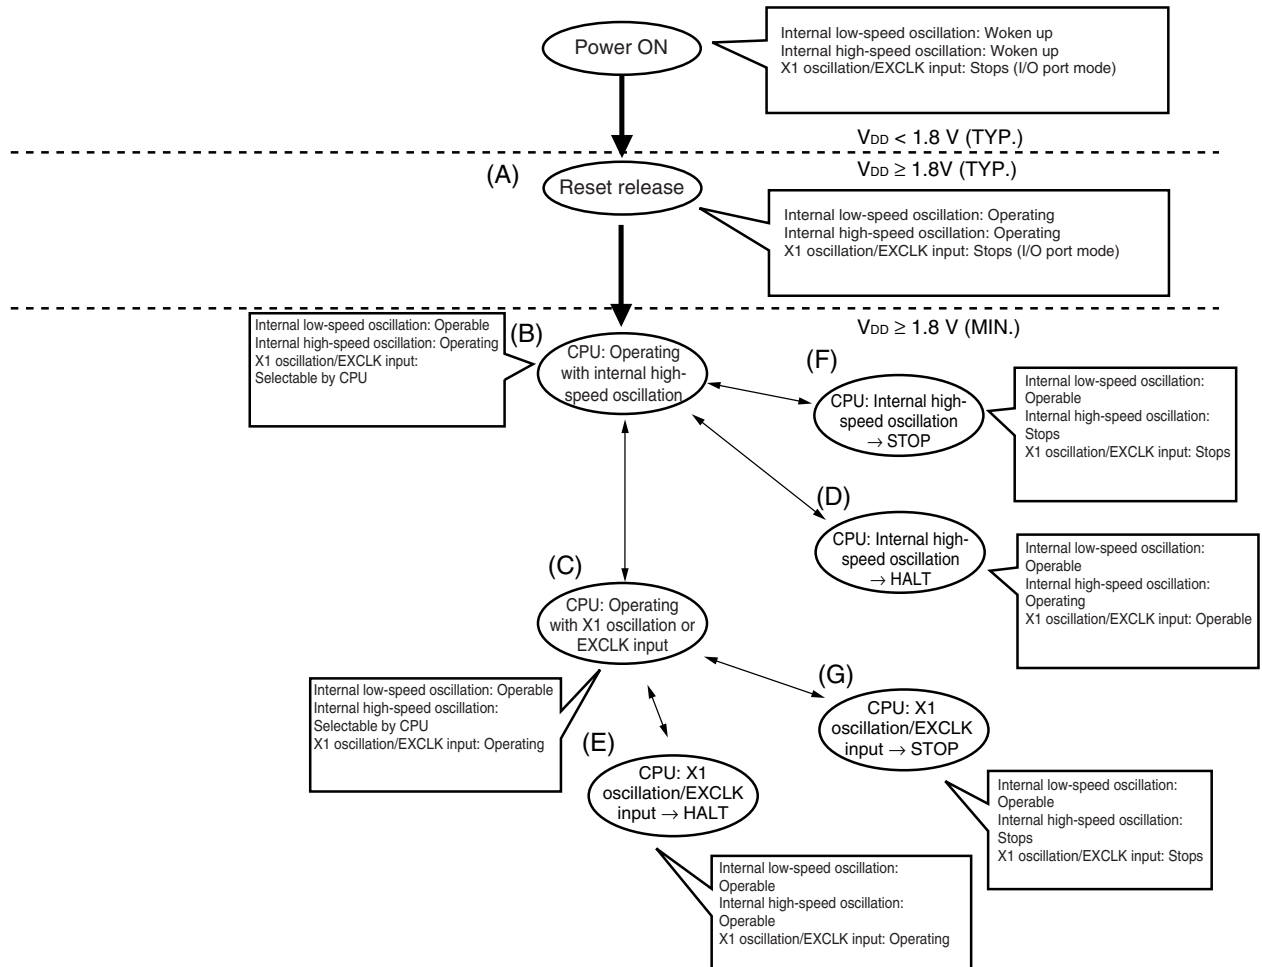 Power ON
Internal low-speed oscillation: Woken up
Internal high-speed oscillation: Woken up
X1 oscillation/EXCLK input: Stops (I/O port mode)
VDD < 1.8 V (TYP.)
VDD ≥ 1.8V (TYP.)
(A)
Reset release
Internal low-speed oscillation: Operating
Internal high-speed oscillation: Operating
X1 oscillation/EXCLK input: Stops (I/O port mode)
VDD ≥ 1.8 V (MIN.)
Internal low-speed oscillation: Operable
Internal high-speed oscillation: Operating
X1 oscillation/EXCLK input:
Selectable by CPU
(B)
CPU: Operating
with internal high-
speed oscillation
(F)
CPU: Internal high-
speed oscillation
→ STOP
Internal low-speed oscillation:
Operable
Internal high-speed oscillation:
Stops
X1 oscillation/EXCLK input: Stops
(D)
CPU: Internal high-
speed oscillation
→ HALT
Internal low-speed oscillation:
Operable
Internal high-speed oscillation:
Operating
X1 oscillation/EXCLK input: Operable
(C)
CPU: Operating
with X1 oscillation or
EXCLK input
Internal low-speed oscillation: Operable
Internal high-speed oscillation:
Selectable by CPU
X1 oscillation/EXCLK input: Operating
(G)
CPU: X1
oscillation/EXCLK
input → STOP
(E)
CPU: X1
oscillation/EXCLK
input → HALT
Internal low-speed oscillation:
Operable
Internal high-speed oscillation:
Stops
X1 oscillation/EXCLK input: Stops
Internal low-speed oscillation:
Operable
Internal high-speed oscillation:
Operable
X1 oscillation/EXCLK input: Operating